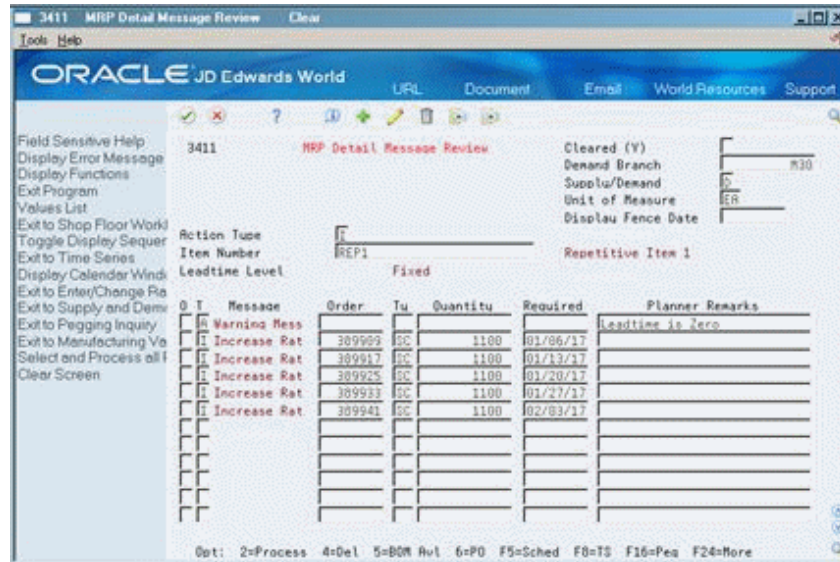 3411 MRP Detail Message Review Clear
Tools Help
ORACLE JD Edwards World
URL Document Email World Resources Support
?
Field Sensitive Help
Display Error Message
Display Functions
Exit Program
Values List
Exit to Shop Floor Workl
Toggle Display Sequer
Exit to Time Series
Display Calendar Wind
Exit to Enter/Change Ra
Exit to Supply and Dema
Exit to Pegging Inquiry
Exit to Manufacturing Va
Select and Process all F
Clear Screen
3411 MRP Detail Message Review
Cleared (Y)
Demand Branch M30
Supply/Demand D
Unit of Measure EA
Display Fence Date
Action Type I
Item Number REP1 Repetitive Item 1
Leadtime Level Fixed
O T Message Order Ty Quantity Required Planner Remarks
A Warning Mess Leadtime is Zero
I Increase Rat 389909 SC 1100 01/06/17
I Increase Rat 389917 SC 1100 01/13/17
I Increase Rat 389925 SC 1100 01/20/17
I Increase Rat 389933 SC 1100 01/27/17
I Increase Rat 389941 SC 1100 02/03/17
Opt: 2=Process 4=Del 5=BOM Avl 6=PO F5=Sched F8=TS F16=Peg F24=More